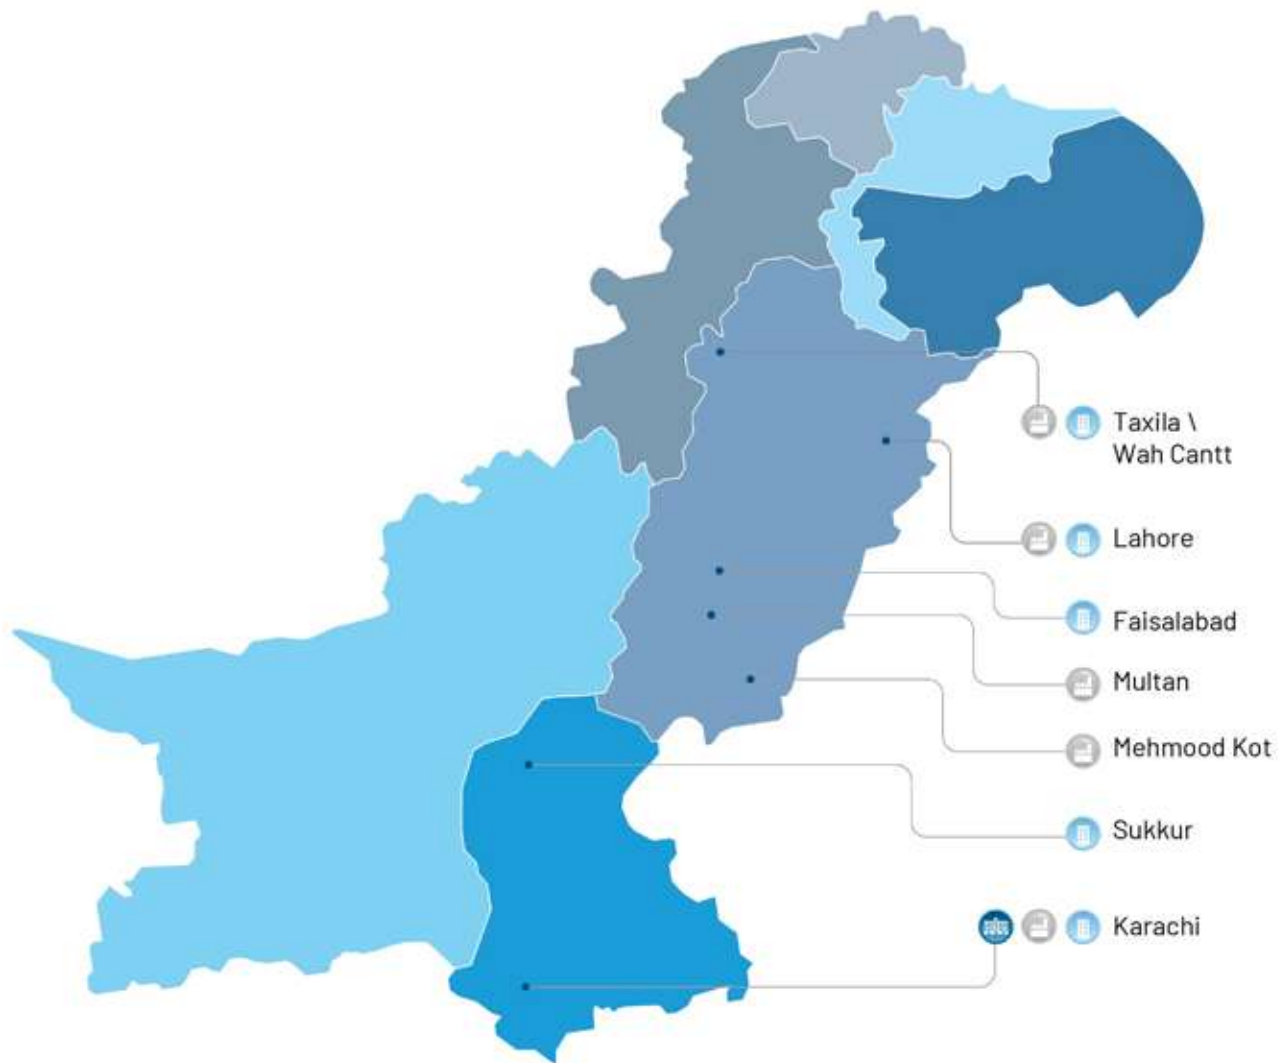 Taxila \
Wah Cantt
Lahore
Faisalabad
Multan
Mehmood Kot
Sukkur
Karachi